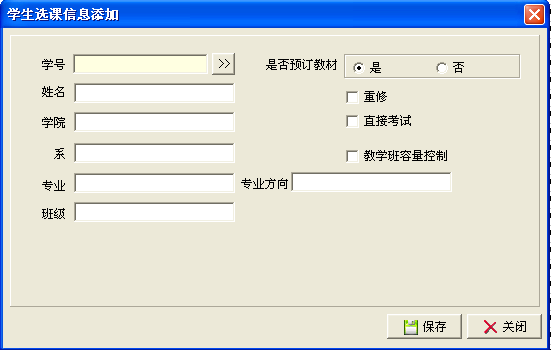 学生选课信息添加
学号 >> 是否预订教材 是 否
姓名 重修
学院 直接考试
系 教学班容量控制
专业 专业方向
班级
保存 关闭